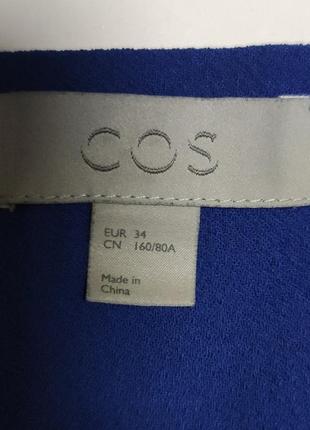 COS
EUR 34
CN 160/80A
Made in
China